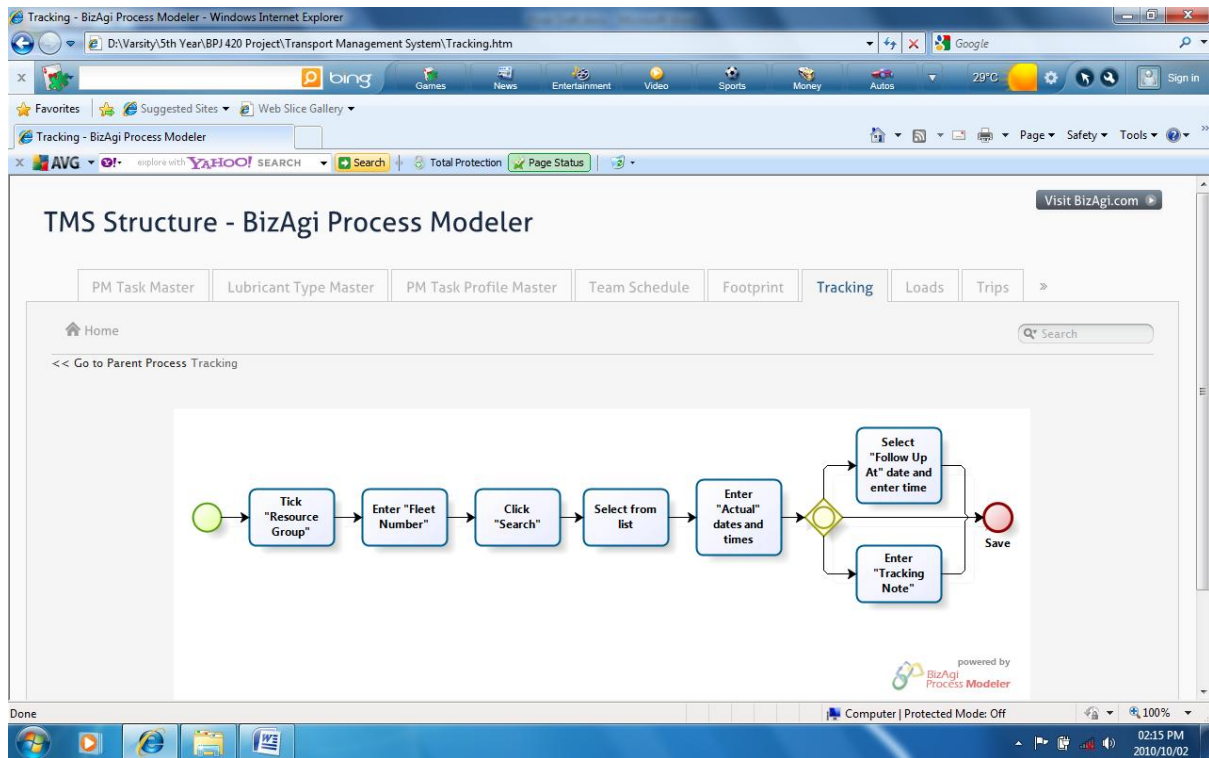 Tracking - BizAgi Process Modeler - Windows Internet Explorer
D:\Varsity\5th Year\BPJ 420 Project\Transport Management System\Tracking.htm
Google
bing
Games
News
Entertainment
Video
Sports
Money
Autos
29°C
Sign in
Favorites
Suggested Sites
Web Slice Gallery
Tracking - BizAgi Process Modeler
Page
Safety
Tools
AVG
explore with YAHOO! SEARCH
Search
Total Protection
Page Status
Visit BizAgi.com
TMS Structure - BizAgi Process Modeler
PM Task Master
Lubricant Type Master
PM Task Profile Master
Team Schedule
Footprint
Tracking
Loads
Trips
»
Home
Search
<< Go to Parent Process Tracking
Tick
"Resource
Group"
Enter "Fleet
Number"
Click
"Search"
Select from
list
Enter
"Actual"
dates and
times
Select
"Follow Up
At" date and
enter time
Enter
"Tracking
Note"
Save
powered by
BizAgi
Process Modeler
Done
Computer | Protected Mode: Off
100%
02:15 PM
2010/10/02